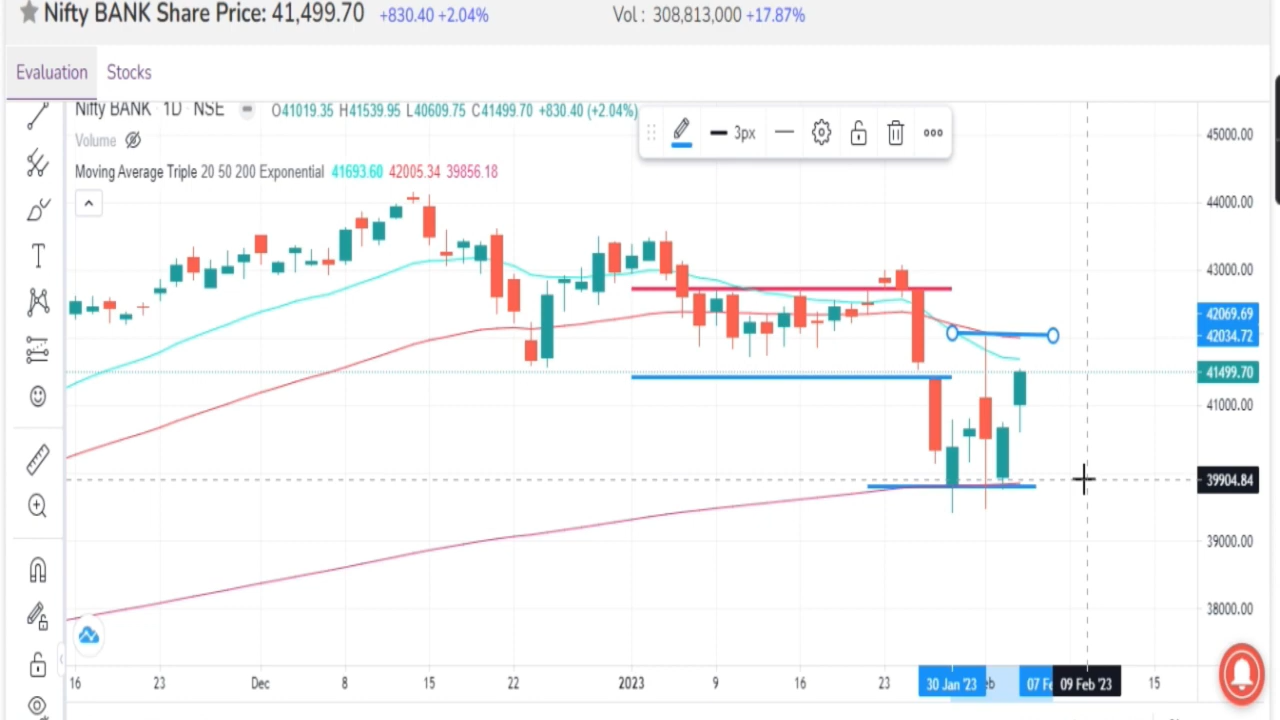 Nifty BANK Share Price: 41,499.70 +830.40 +2.04% Vol : 308,813,000 +17.87%
Evaluation Stocks
Nifty BANK 1D NSE O41019.35 H41539.95 L40609.75 C41499.70 +830.40 (+2.04%)
3px
Volume
Moving Average Triple 20 50 200 Exponential 41693.60 42005.34 39856.18
45000.00
44000.00
43000.00
42069.69
42034.72
41499.70
41000.00
39904.84
39000.00
38000.00
16 23 Dec 8 15 22 2023 9 16 23 30 Jan '23 eb 07 Fe 09 Feb '23 15